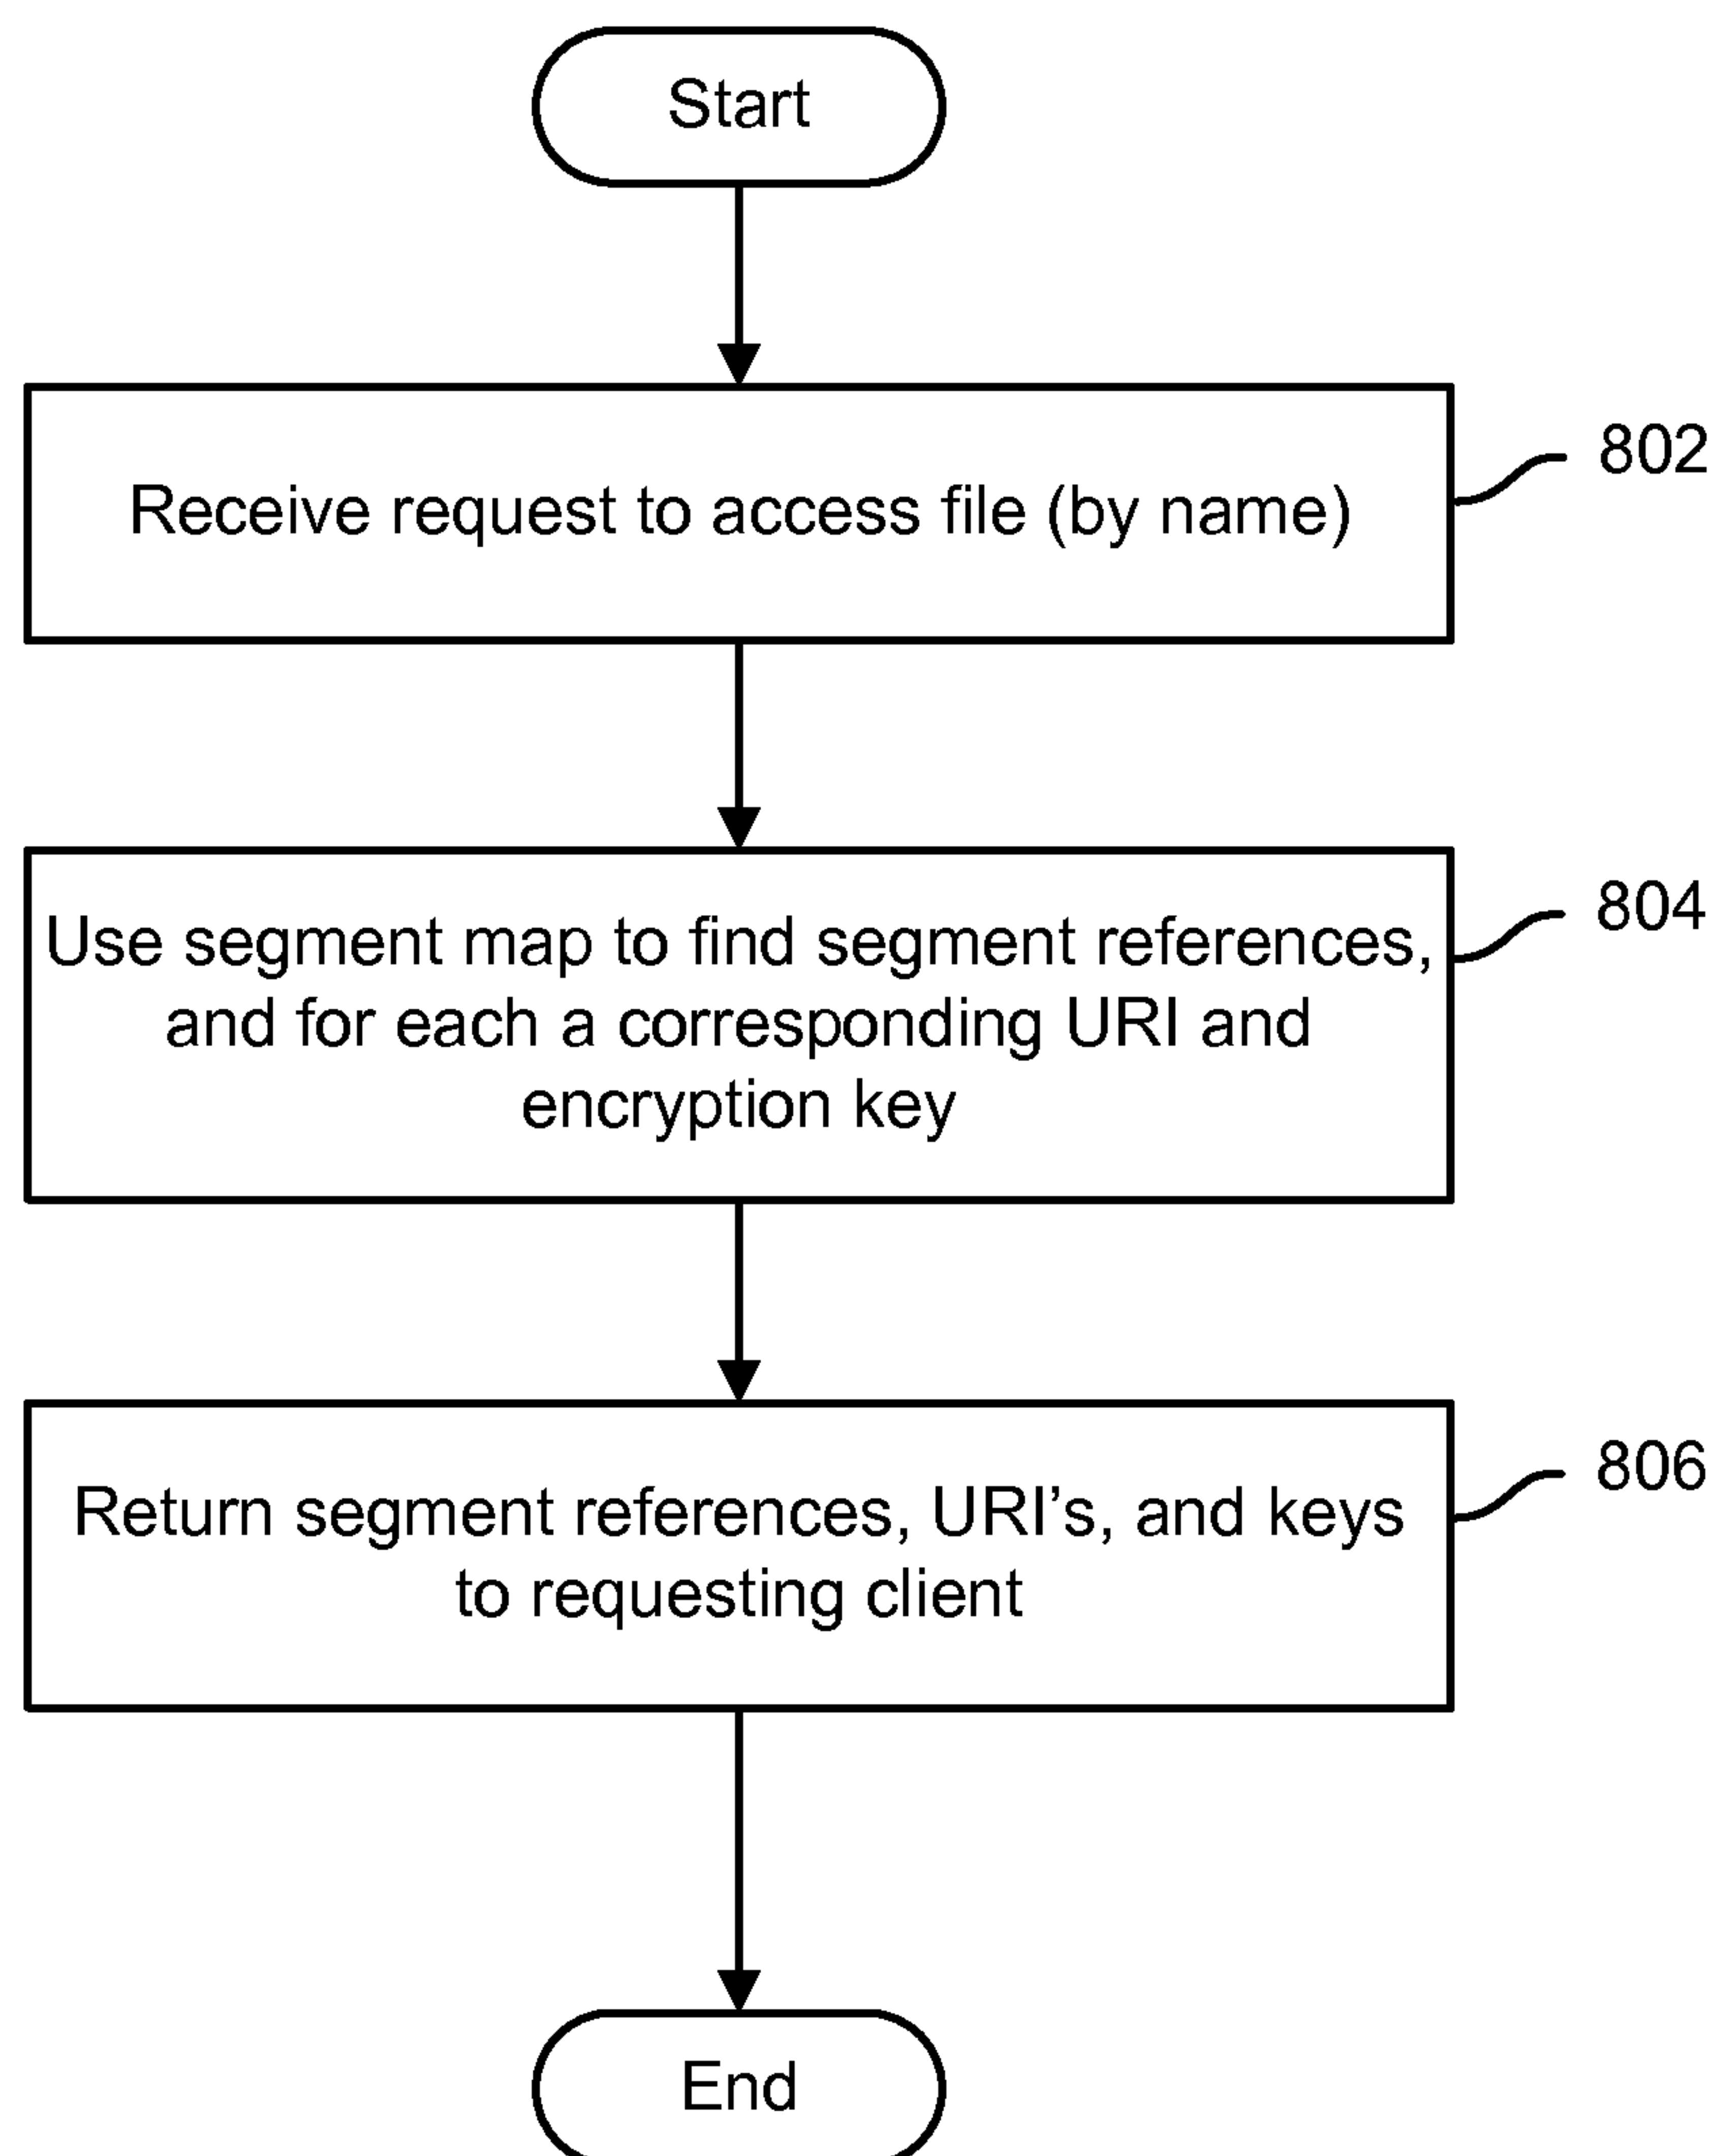 Start
Receive request to access file (by name)
802
Use segment map to find segment references,
and for each a corresponding URI and
encryption key
804
Return segment references, URI's, and keys
to requesting client
806
End